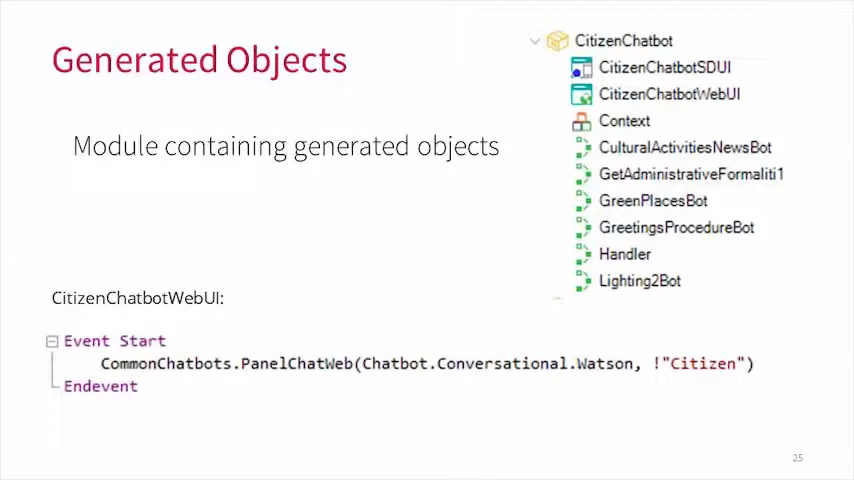 Generated Objects
Module containing generated objects
CitizenChatbot
CitizenChatbotSDUI
CitizenChatbotWebUI
Context
CulturalActivitiesNewsBot
GetAdministrativeFormaliti1
GreenPlacesBot
GreetingsProcedureBot
Handler
Lighting2Bot
CitizenChatbotWebUI:
Event Start
CommonChatbots.PanelChatWeb(Chatbot.Conversational.Watson, !"Citizen")
Endevent
25